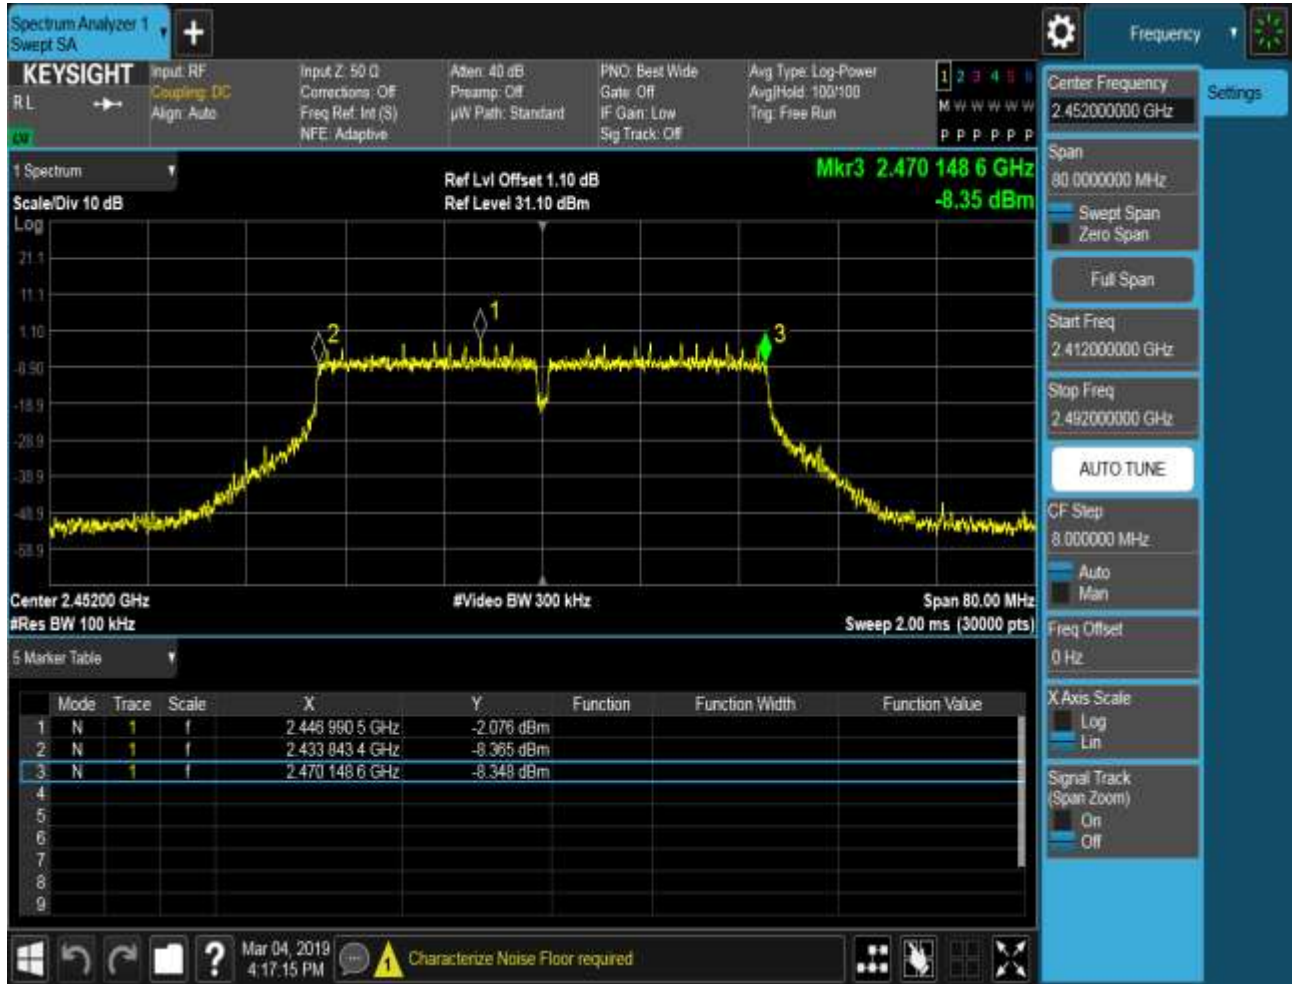 Spectrum Analyzer 1
Swept SA
+
Frequency
KEYSIGHT
R L
Input: RF
Coupling: DC
Align: Auto
Input Z: 50 Ω
Corrections: Off
Freq Ref: Int (S)
NFE: Adaptive
Atten: 40 dB
Preamp: Off
µW Path: Standard
PNO: Best Wide
Gate: Off
IF Gain: Low
Sig Track: Off
Avg Type: Log-Power
Avg|Hold: 100/100
Trig: Free Run
1 2 3 4 5 6
M W W W W W
P P P P P P
1 Spectrum
Scale/Div 10 dB
Ref Lvl Offset 1.10 dB
Ref Level 31.10 dBm
Mkr3 2.470 148 6 GHz
-8.35 dBm
Log
21.1
11.1
1.10
-8.90
-18.9
-28.9
-38.9
-48.9
-58.9
1
2
3
Center 2.45200 GHz
#Video BW 300 kHz
Span 80.00 MHz
#Res BW 100 kHz
Sweep 2.00 ms (30000 pts)
5 Marker Table
Mode Trace Scale X Y Function Function Width Function Value
1 N 1 f 2.446 990 5 GHz -2.076 dBm
2 N 1 f 2.433 843 4 GHz -8.365 dBm
3 N 1 f 2.470 148 6 GHz -8.348 dBm
4
5
6
7
8
9
?
Mar 04, 2019
4:17:15 PM
1
Characterize Noise Floor required
Center Frequency
2.452000000 GHz
Settings
Span
80.0000000 MHz
Swept Span
Zero Span
Full Span
Start Freq
2.412000000 GHz
Stop Freq
2.492000000 GHz
AUTO TUNE
CF Step
8.000000 MHz
Auto
Man
Freq Offset
0 Hz
X Axis Scale
Log
Lin
Signal Track
(Span Zoom)
On
Off